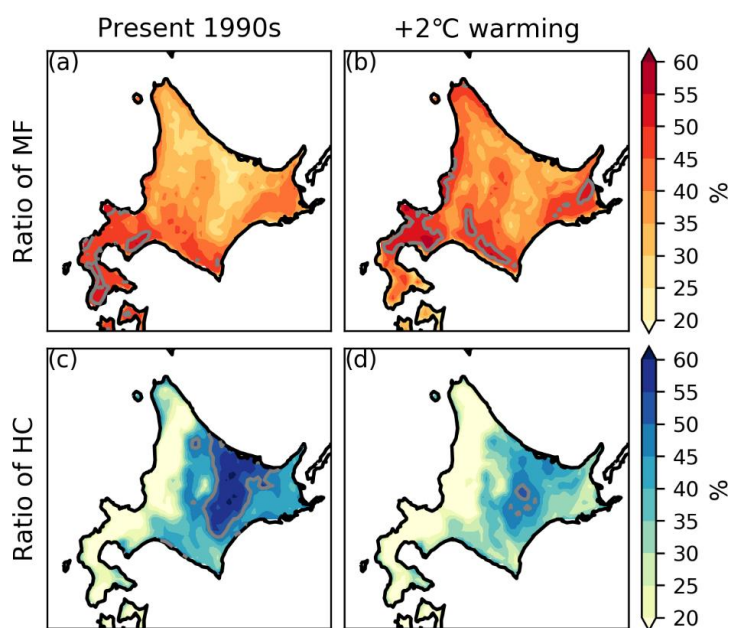 Present 1990s
+2℃ warming
Ratio of MF
(a)
(b)
60
55
50
45
40
35
30
25
20
%
Ratio of HC
(c)
(d)
60
55
50
45
40
35
30
25
20
%